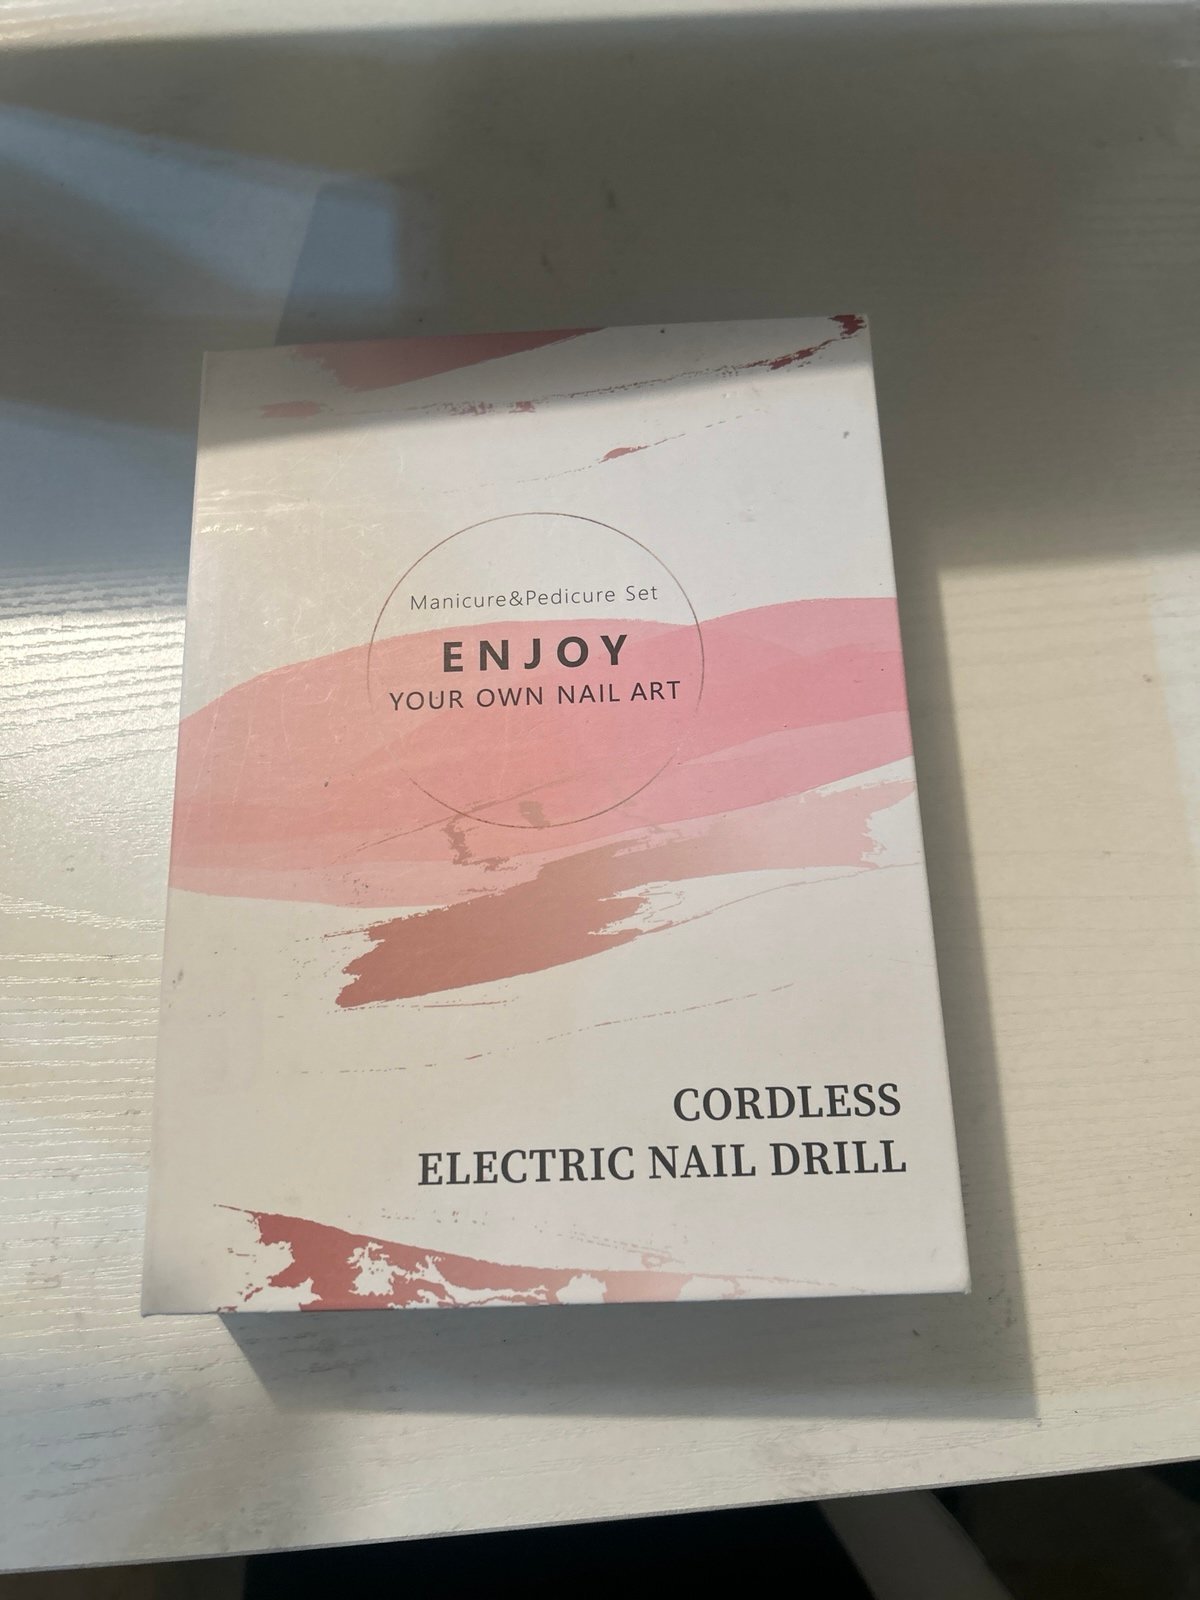 Manicure&Pedicure Set
ENJOY
YOUR OWN NAIL ART
CORDLESS
ELECTRIC NAIL DRILL